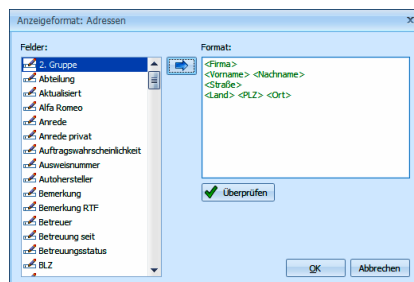 Anzeigeformat: Adressen
Felder:
2. Gruppe
Abteilung
Aktualisiert
Alfa Romeo
Anrede
Anrede privat
Auftragswahrscheinlichkeit
Ausweisnummer
Autohersteller
Bemerkung
Bemerkung RTF
Betreuer
Betreuung seit
Betreuungsstatus
BLZ
Format:
<Firma>
<Vorname> <Nachname>
<Straße>
<Land> <PLZ> <Ort>
Überprüfen
OK
Abbrechen